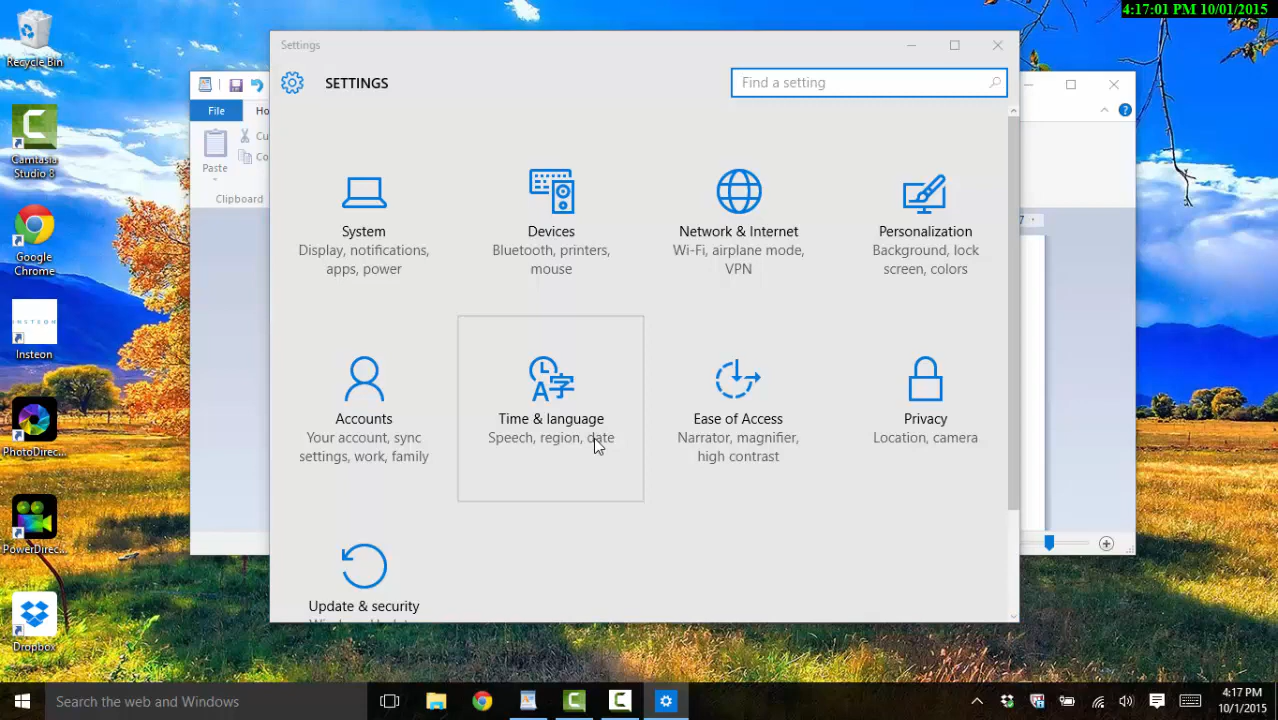 4:17:01 PM 10/01/2015
Recycle Bin
Camtasia
Studio 8
Google
Chrome
INSTEON
Insteon
PhotoDirec...
PowerDirec...
Dropbox
File
Ho
Cu
Co
Paste
Clipboard
7
Settings
SETTINGS
Find a setting
System
Display, notifications,
apps, power
Devices
Bluetooth, printers,
mouse
Network & Internet
Wi-Fi, airplane mode,
VPN
Personalization
Background, lock
screen, colors
Accounts
Your account, sync
settings, work, family
Time & language
Speech, region, date
Ease of Access
Narrator, magnifier,
high contrast
Privacy
Location, camera
Update & security
Search the web and Windows
4:17 PM
10/1/2015